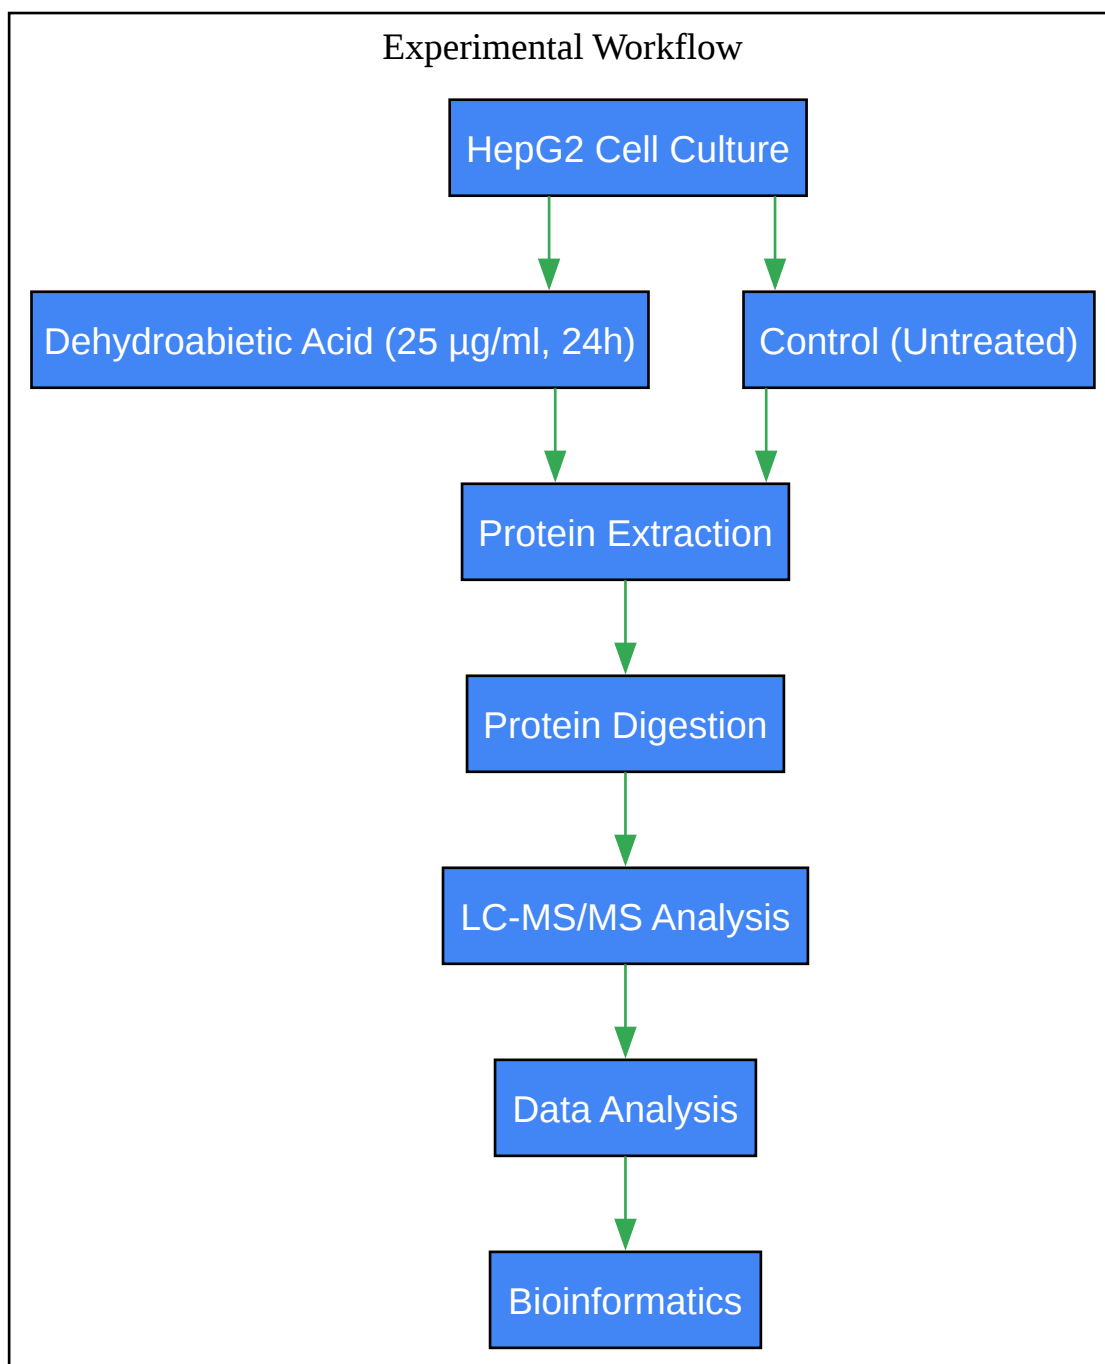 Experimental Workflow
HepG2 Cell Culture
Dehydroabietic Acid (25 µg/ml, 24h)
Control (Untreated)
Protein Extraction
Protein Digestion
LC-MS/MS Analysis
Data Analysis
Bioinformatics